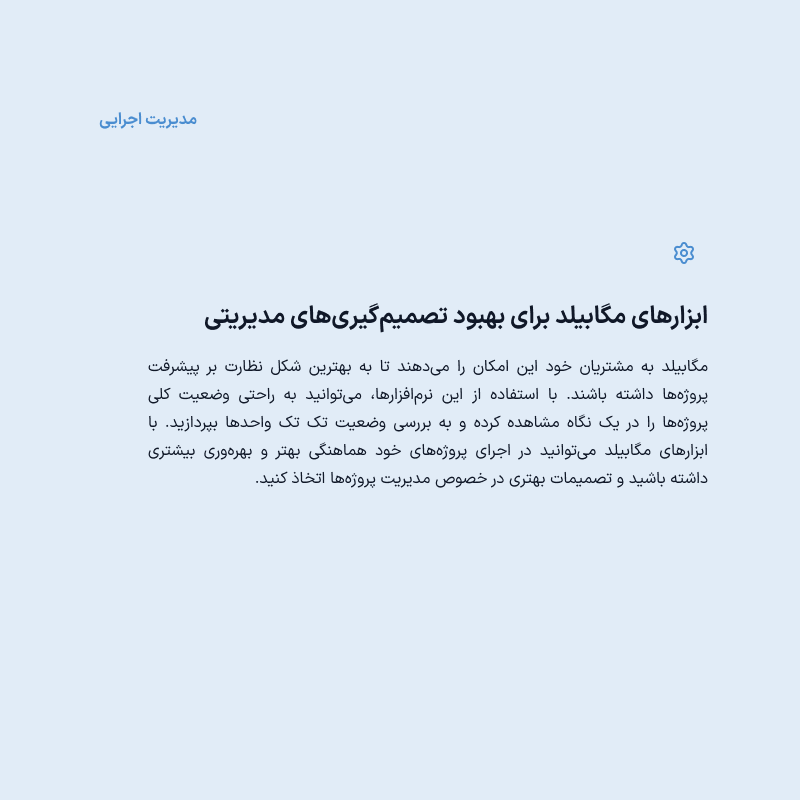 مدیریت اجرایی
ابزارهای مگابیلد برای بهبود تصمیم‌گیری‌های مدیریتی
مگابیلد به مشتریان خود این امکان را می‌دهند تا به بهترین شکل نظارت بر پیشرفت
پروژه‌ها داشته باشند. با استفاده از این نرم‌افزارها، می‌توانید به راحتی وضعیت کلی
پروژه‌ها را در یک نگاه مشاهده کرده و به بررسی وضعیت تک تک واحدها بپردازید. با
ابزارهای مگابیلد می‌توانید در اجرای پروژه‌های خود هماهنگی بهتر و بهره‌وری بیشتری
داشته باشید و تصمیمات بهتری در خصوص مدیریت پروژه‌ها اتخاذ کنید.